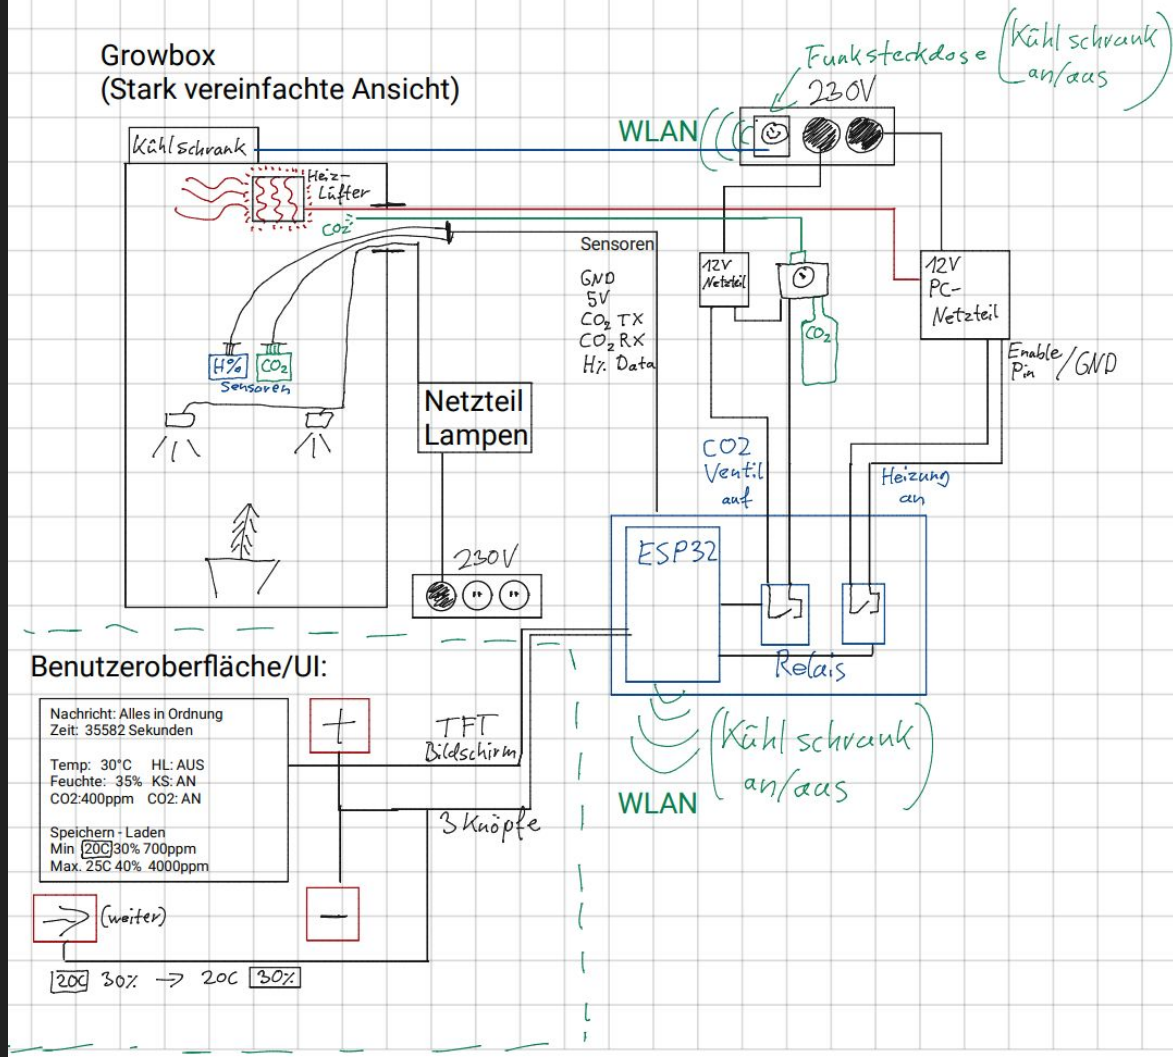 Growbox
(Stark vereinfachte Ansicht)
Funksteckdose
(Kühlschrank
an/aus)
230V
WLAN
Kühlschrank
Heiz-
Lüfter
CO2
Sensoren
GND
5V
CO2 TX
CO2 RX
H% Data
12V
Netzteil
CO2
12V
PC-
Netzteil
Enable
Pin /GND
H%
CO2
Sensoren
Netzteil
Lampen
CO2
Ventil
auf
Heizung
an
ESP32
230V
Relais
Benutzeroberfläche/UI:
Nachricht: Alles in Ordnung
Zeit: 35582 Sekunden
Temp: 30°C HL: AUS
Feuchte: 35% KS: AN
CO2:400ppm CO2: AN
Speichern - Laden
Min 20C 30% 700ppm
Max. 25C 40% 4000ppm
+
TFT
Bildschirm
3 Knöpfe
−
→ (weiter)
20C 30% → 20C 30%
(Kühlschrank
an/aus)
WLAN